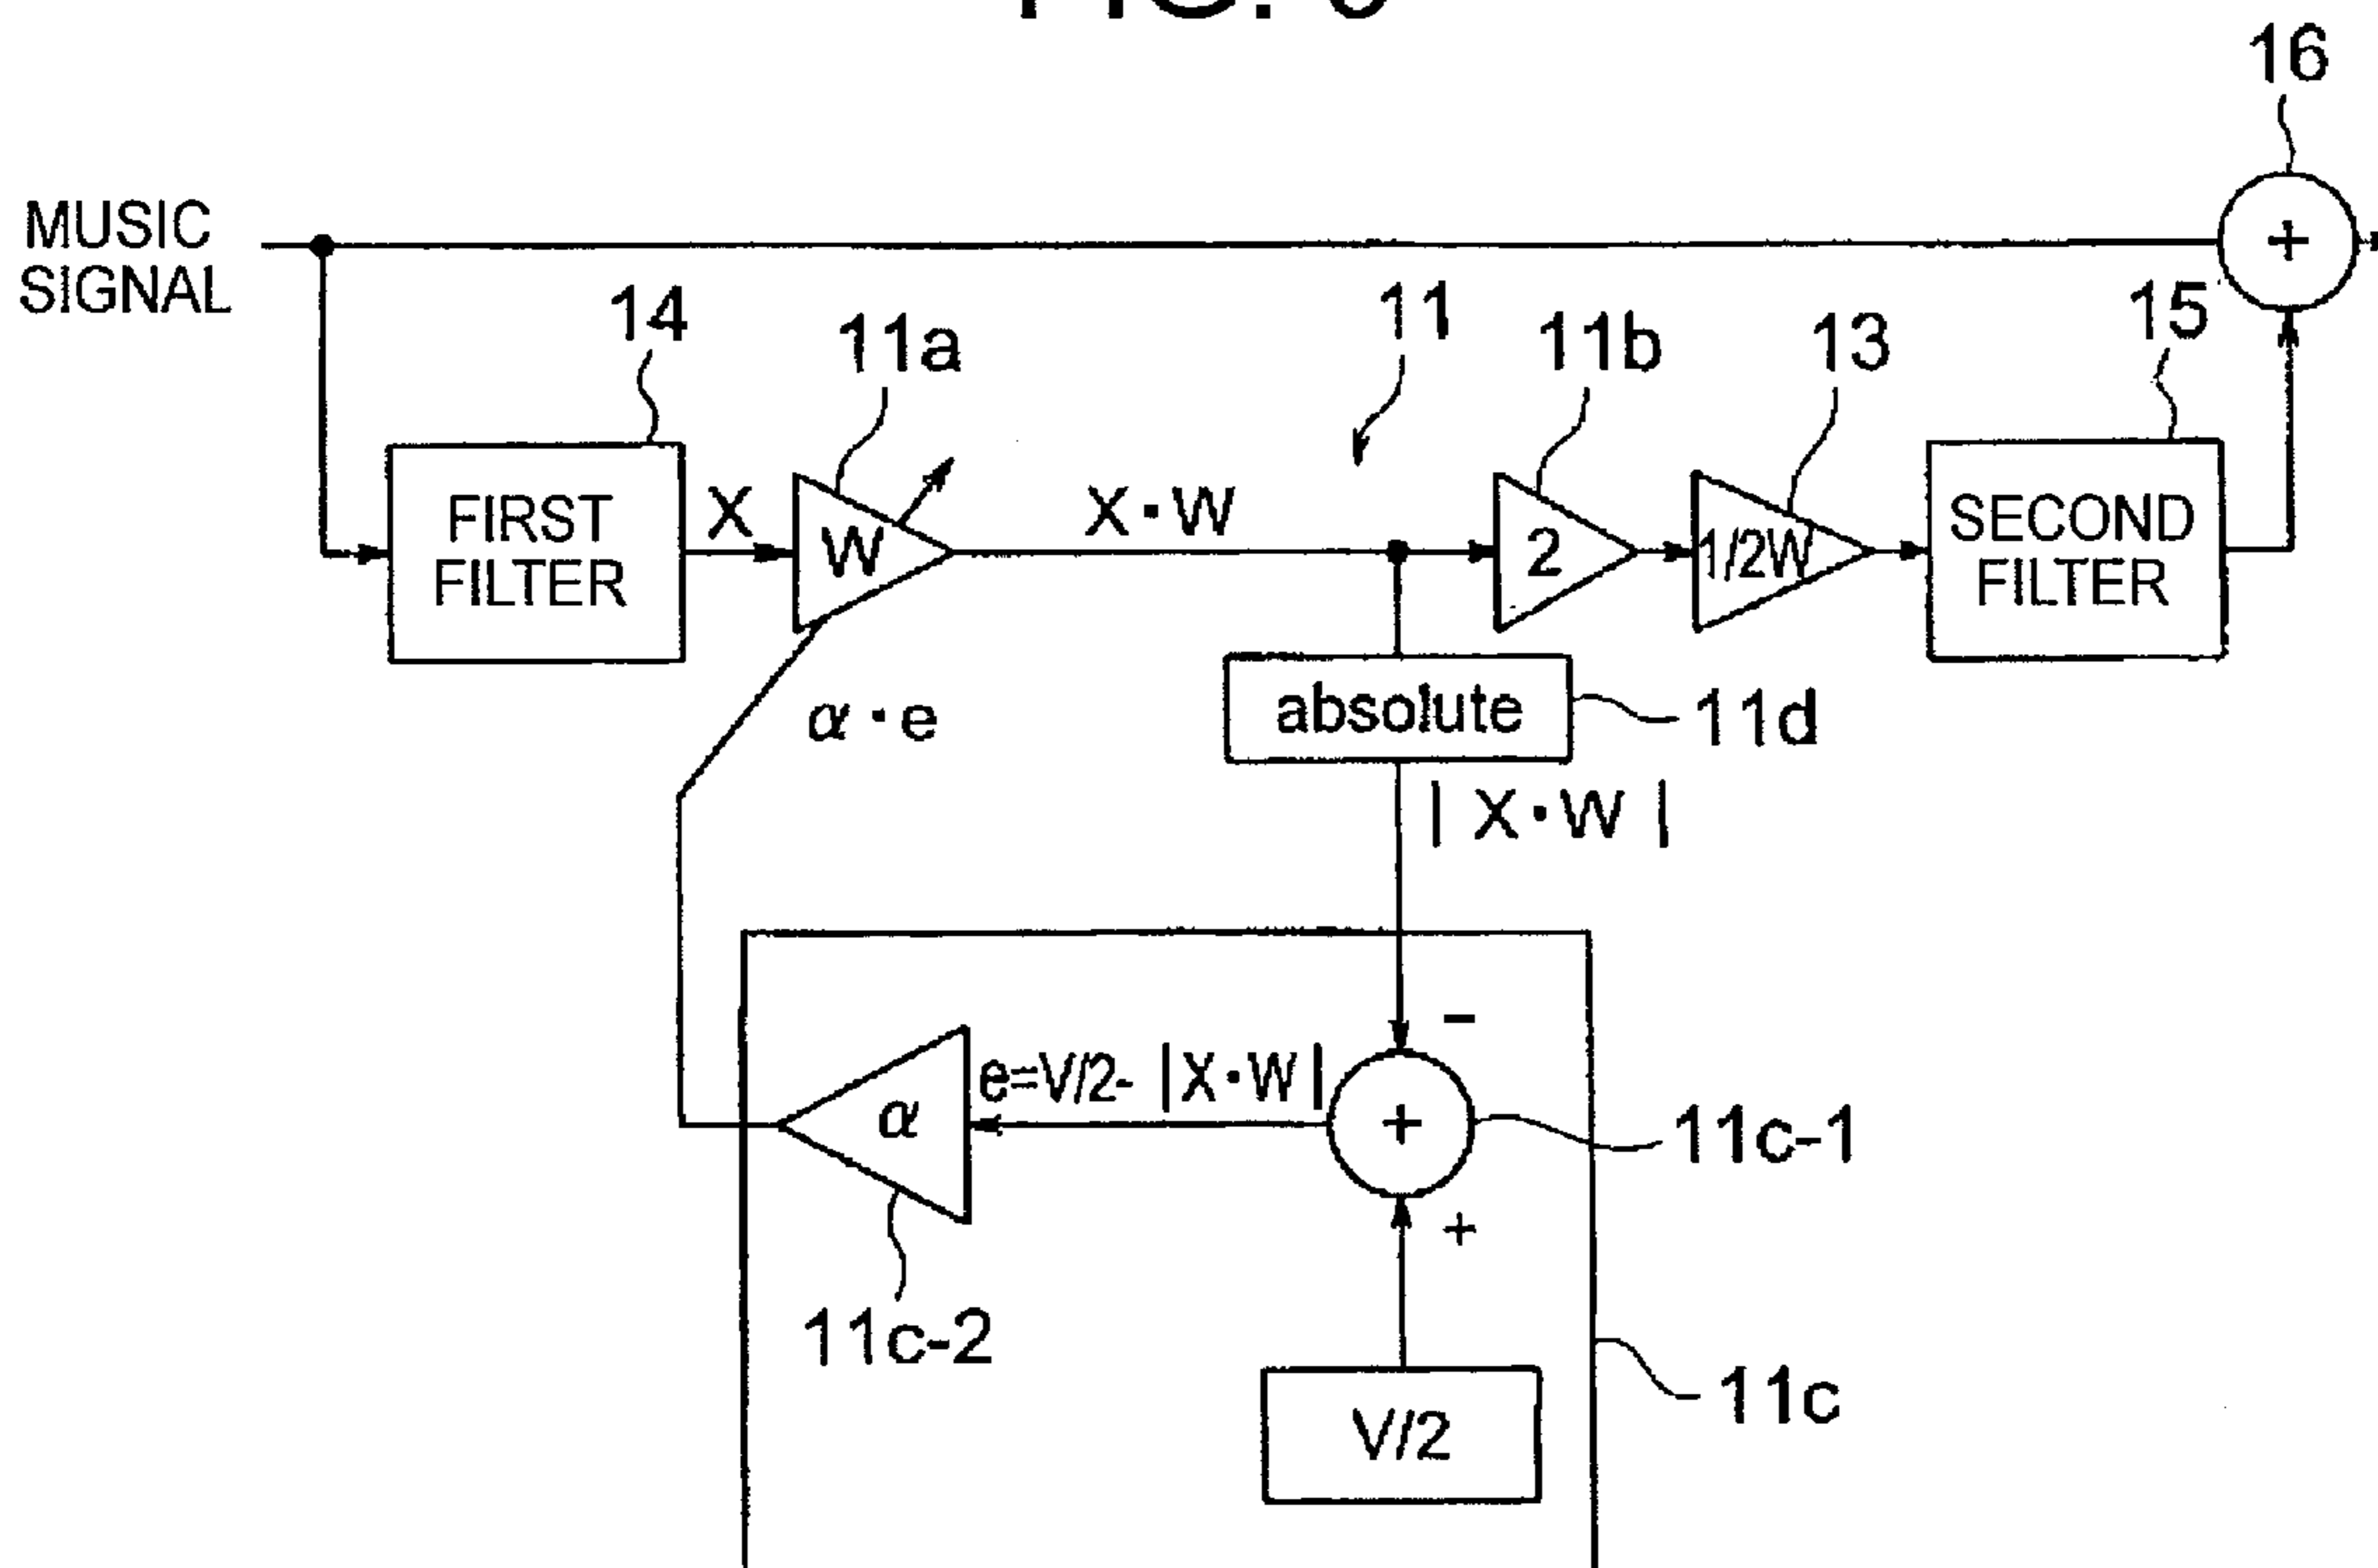 16
MUSIC
SIGNAL
14
11a
11
11b
13
15
+
FIRST
FILTER
X
W
X·W
2
1/2W
SECOND
FILTER
α·e
absolute
11d
|X·W|
-
α
e=V/2-|X·W|
+
11c-1
+
11c-2
V/2
11c